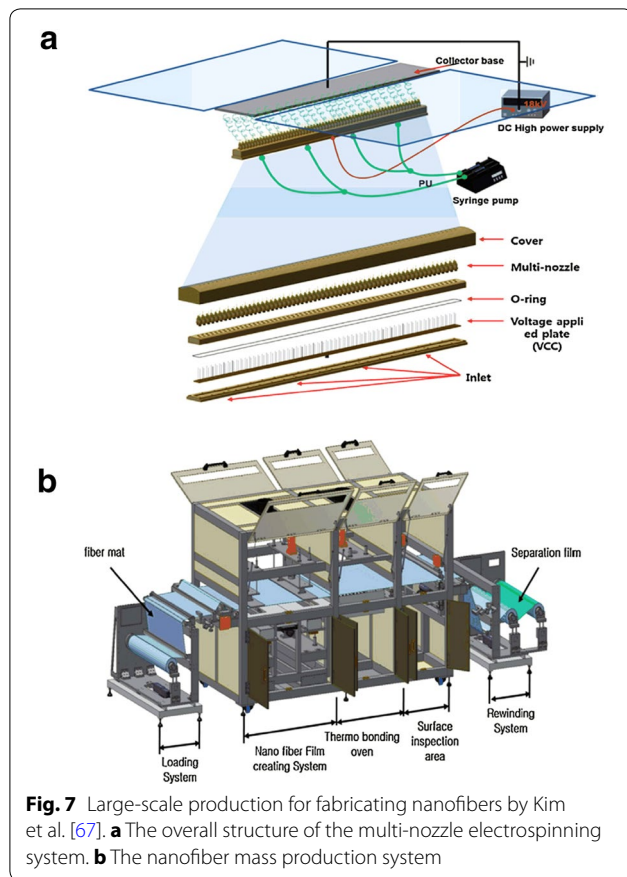 a
Collector base
18kV
DC High power supply
PU
Syringe pump
Cover
Multi-nozzle
O-ring
Voltage appli
ed plate
(VCC)
Inlet
b
fiber mat
Separation film
Loading
System
Nano fiber Film
creating System
Thermo bonding
oven
Surface
inspection
area
Rewinding
System
Fig. 7 Large-scale production for fabricating nanofibers by Kim
et al. [67]. a The overall structure of the multi-nozzle electrospinning
system. b The nanofiber mass production system